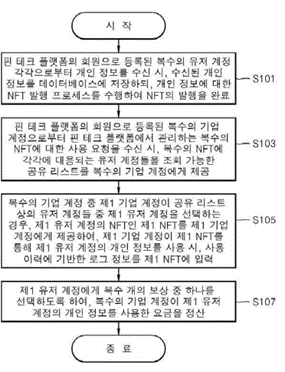 시 작
핀 테크 플랫폼의 회원으로 등록된 복수의 유저 계정
각각으로부터 개인 정보를 수신 시, 수신된 개인
정보를 데이터베이스에 저장하되, 개인 정보에 대한
NFT 발행 프로세스를 수행하여 NFT의 발행을 완료
S101
핀 테크 플랫폼의 회원으로 등록된 복수의 기업
계정으로부터 핀 테크 플랫폼에서 관리하는 복수의
NFT에 대한 사용 요청을 수신 시, 복수의 NFT에
각각에 대응되는 유저 계정들을 조회 가능한
공유 리스트를 복수의 기업 계정에게 제공
S103
복수의 기업 계정 중 제1 기업 계정이 공유 리스트
상의 유저 계정들 중 제1 유저 계정을 선택하는
경우, 제1 유저 계정의 NFT인 제1 NFT를 제1 기업
계정에게 제공하여, 제1 기업 계정이 제1 NFT를
통해 제1 유저 계정의 개인 정보를 사용 시, 사용
이력에 기반한 로그 정보를 제1 NFT에 입력
S105
제1 유저 계정에게 복수 개의 보상 중 하나를
선택하도록 하여, 복수의 기업 계정이 제1 유저
계정의 개인 정보를 사용한 요금을 정산
S107
종 료